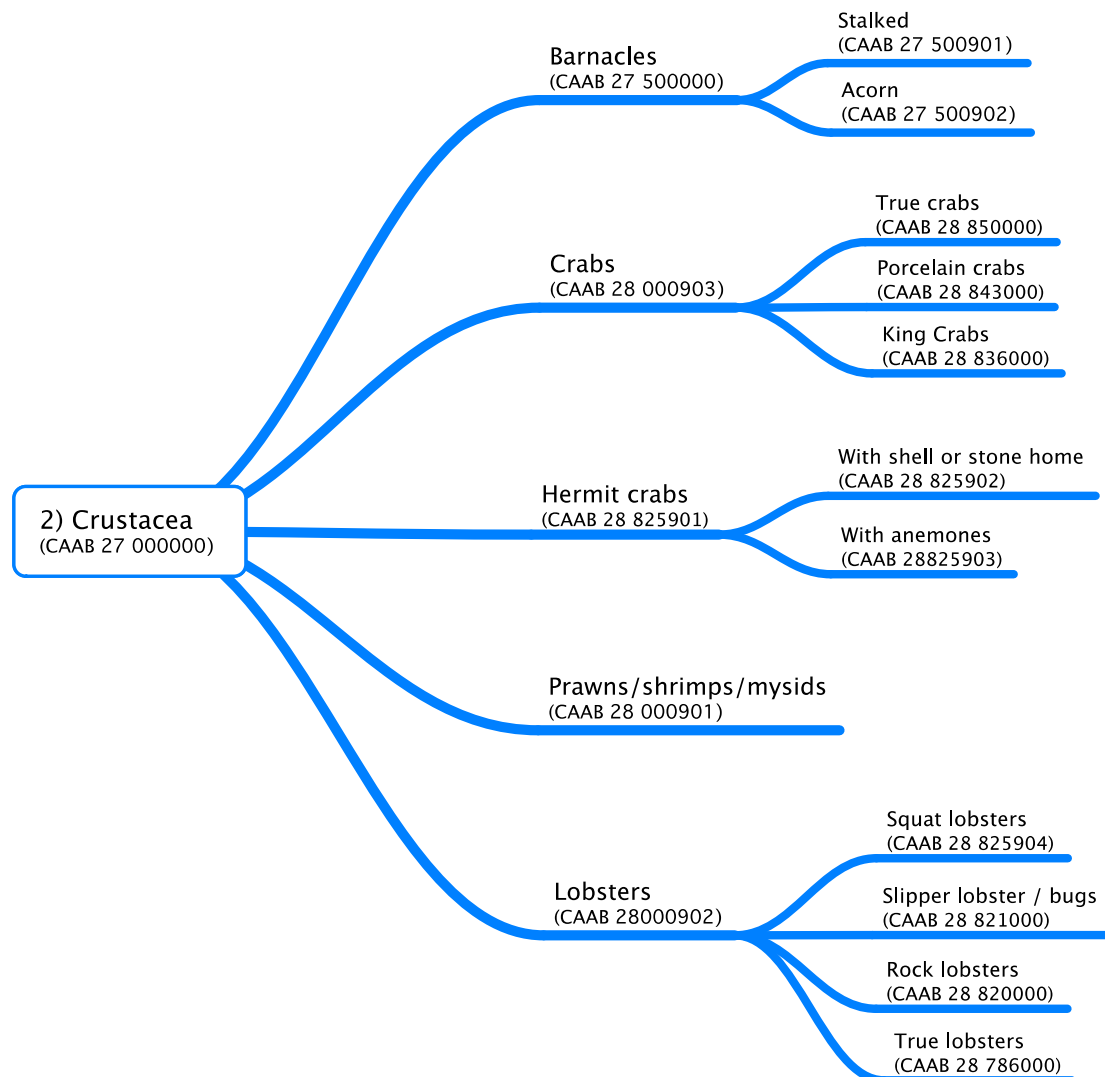 2) Crustacea
(CAAB 27 000000)
Barnacles
(CAAB 27 500000)
Stalked
(CAAB 27 500901)
Acorn
(CAAB 27 500902)
Crabs
(CAAB 28 000903)
True crabs
(CAAB 28 850000)
Porcelain crabs
(CAAB 28 843000)
King Crabs
(CAAB 28 836000)
Hermit crabs
(CAAB 28 825901)
With shell or stone home
(CAAB 28 825902)
With anemones
(CAAB 28825903)
Prawns/shrimps/mysids
(CAAB 28 000901)
Lobsters
(CAAB 28000902)
Squat lobsters
(CAAB 28 825904)
Slipper lobster / bugs
(CAAB 28 821000)
Rock lobsters
(CAAB 28 820000)
True lobsters
(CAAB 28 786000)